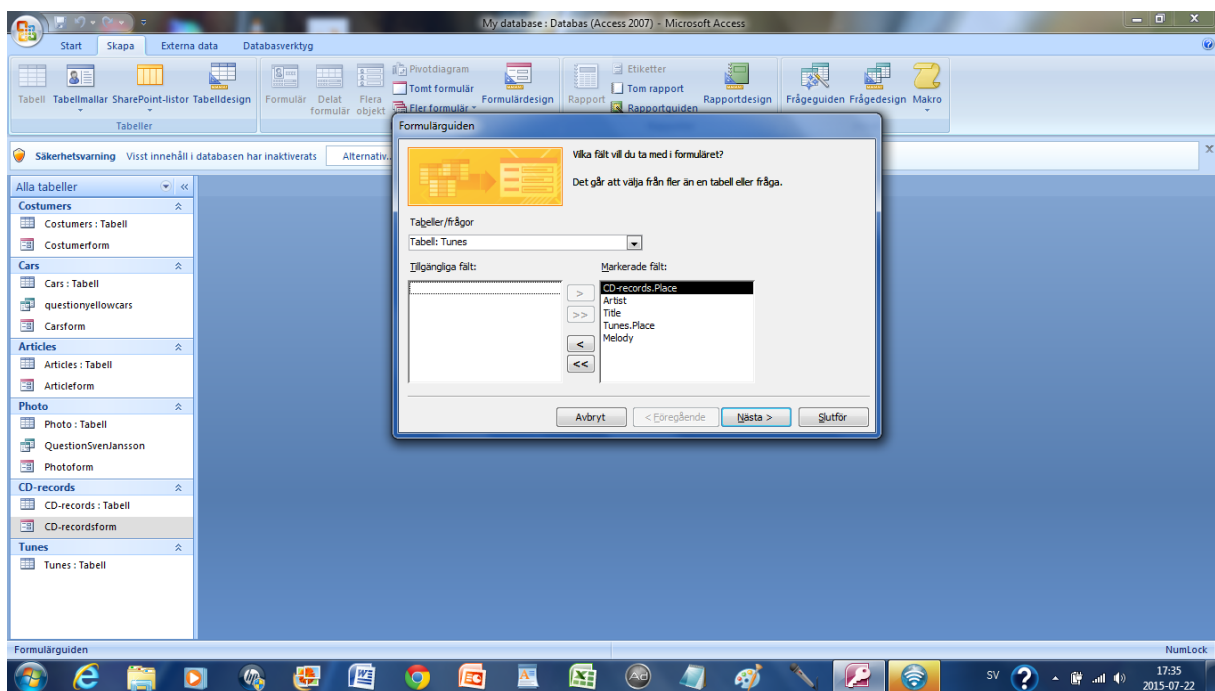 My database : Databas (Access 2007) - Microsoft Access
Start Skapa Externa data Databasverktyg
Tabell Tabellmallar SharePoint-listor Tabelldesign
Tabeller
Formulär Delat formulär Flera objekt
Pivotdiagram
Tomt formulär
Fler formulär
Formulärdesign
Rapport
Etiketter
Tom rapport
Rapportguiden
Rapportdesign
Frågeguiden Frågedesign Makro
Säkerhetsvarning Visst innehåll i databasen har inaktiverats Alternativ...
Alla tabeller
Costumers
Costumers : Tabell
Costumerform
Cars
Cars : Tabell
questionyellowcars
Carsform
Articles
Articles : Tabell
Articleform
Photo
Photo : Tabell
QuestionSvenJansson
Photoform
CD-records
CD-records : Tabell
CD-recordsform
Tunes
Tunes : Tabell
Formulärguiden
Vilka fält vill du ta med i formuläret?
Det går att välja från fler än en tabell eller fråga.
Tabeller/frågor
Tabell: Tunes
Tillgängliga fält:
Markerade fält:
>
>>
<
<<
CD-records.Place
Artist
Title
Tunes.Place
Melody
Avbryt < Föregående Nästa > Slutför
Formulärguiden NumLock
SV 17:35
2015-07-22